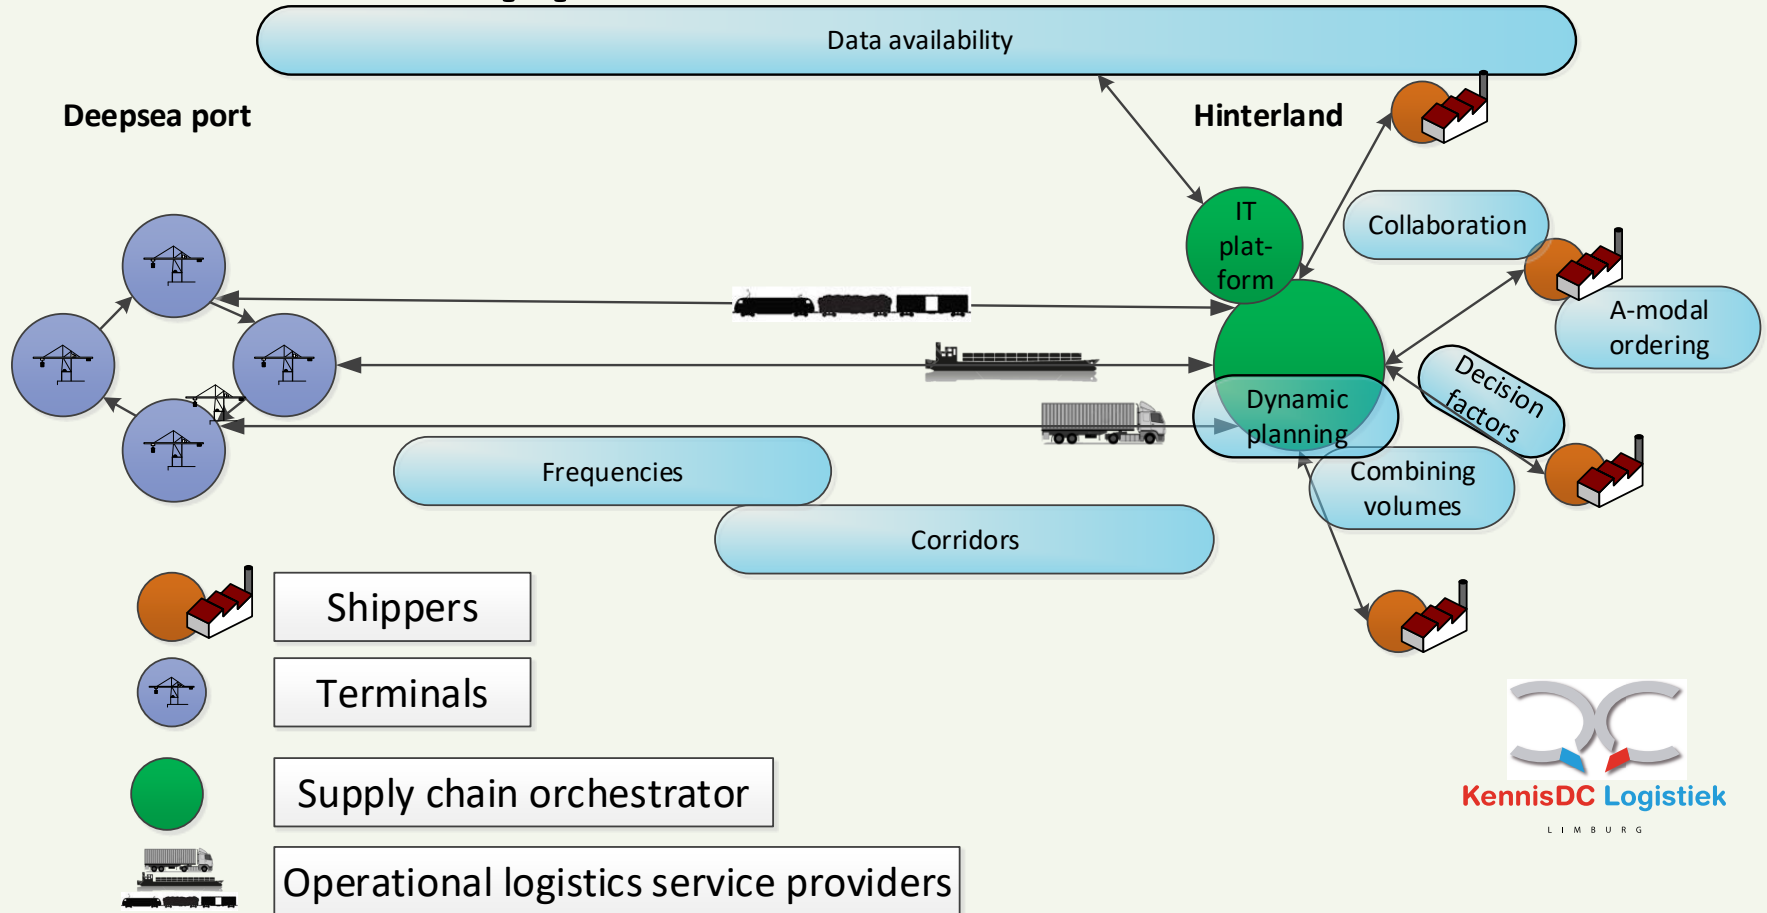 Data availability
Deepsea port
Hinterland
IT
plat-
form
Collaboration
A-modal
ordering
Decision
factors
Dynamic
planning
Combining
volumes
Frequencies
Corridors
Shippers
Terminals
Supply chain orchestrator
Operational logistics service providers
KennisDC Logistiek
LIMBURG